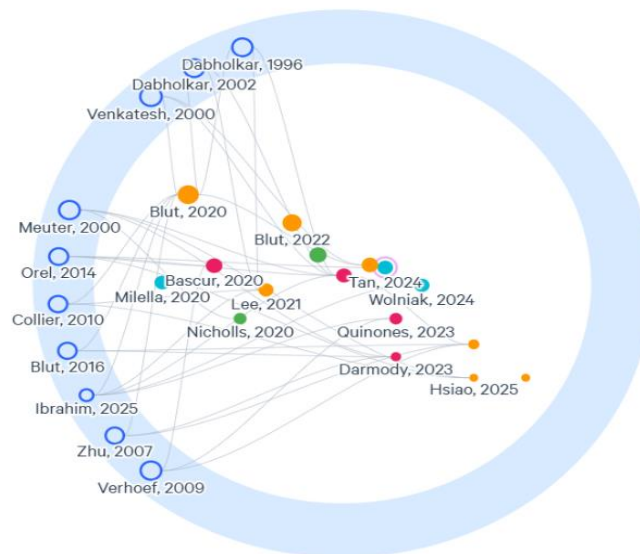 Dabholkar, 1996
Dabholkar, 2002
Venkatesh, 2000
Blut, 2020
Meuter, 2000
Blut, 2022
Orel, 2014
Bascur, 2020
Tan, 2024
Milella, 2020
Lee, 2021
Wolniak, 2024
Collier, 2010
Nicholls, 2020
Quinones, 2023
Blut, 2016
Darmody, 2023
Hsiao, 2025
Ibrahim, 2025
Zhu, 2007
Verhoef, 2009